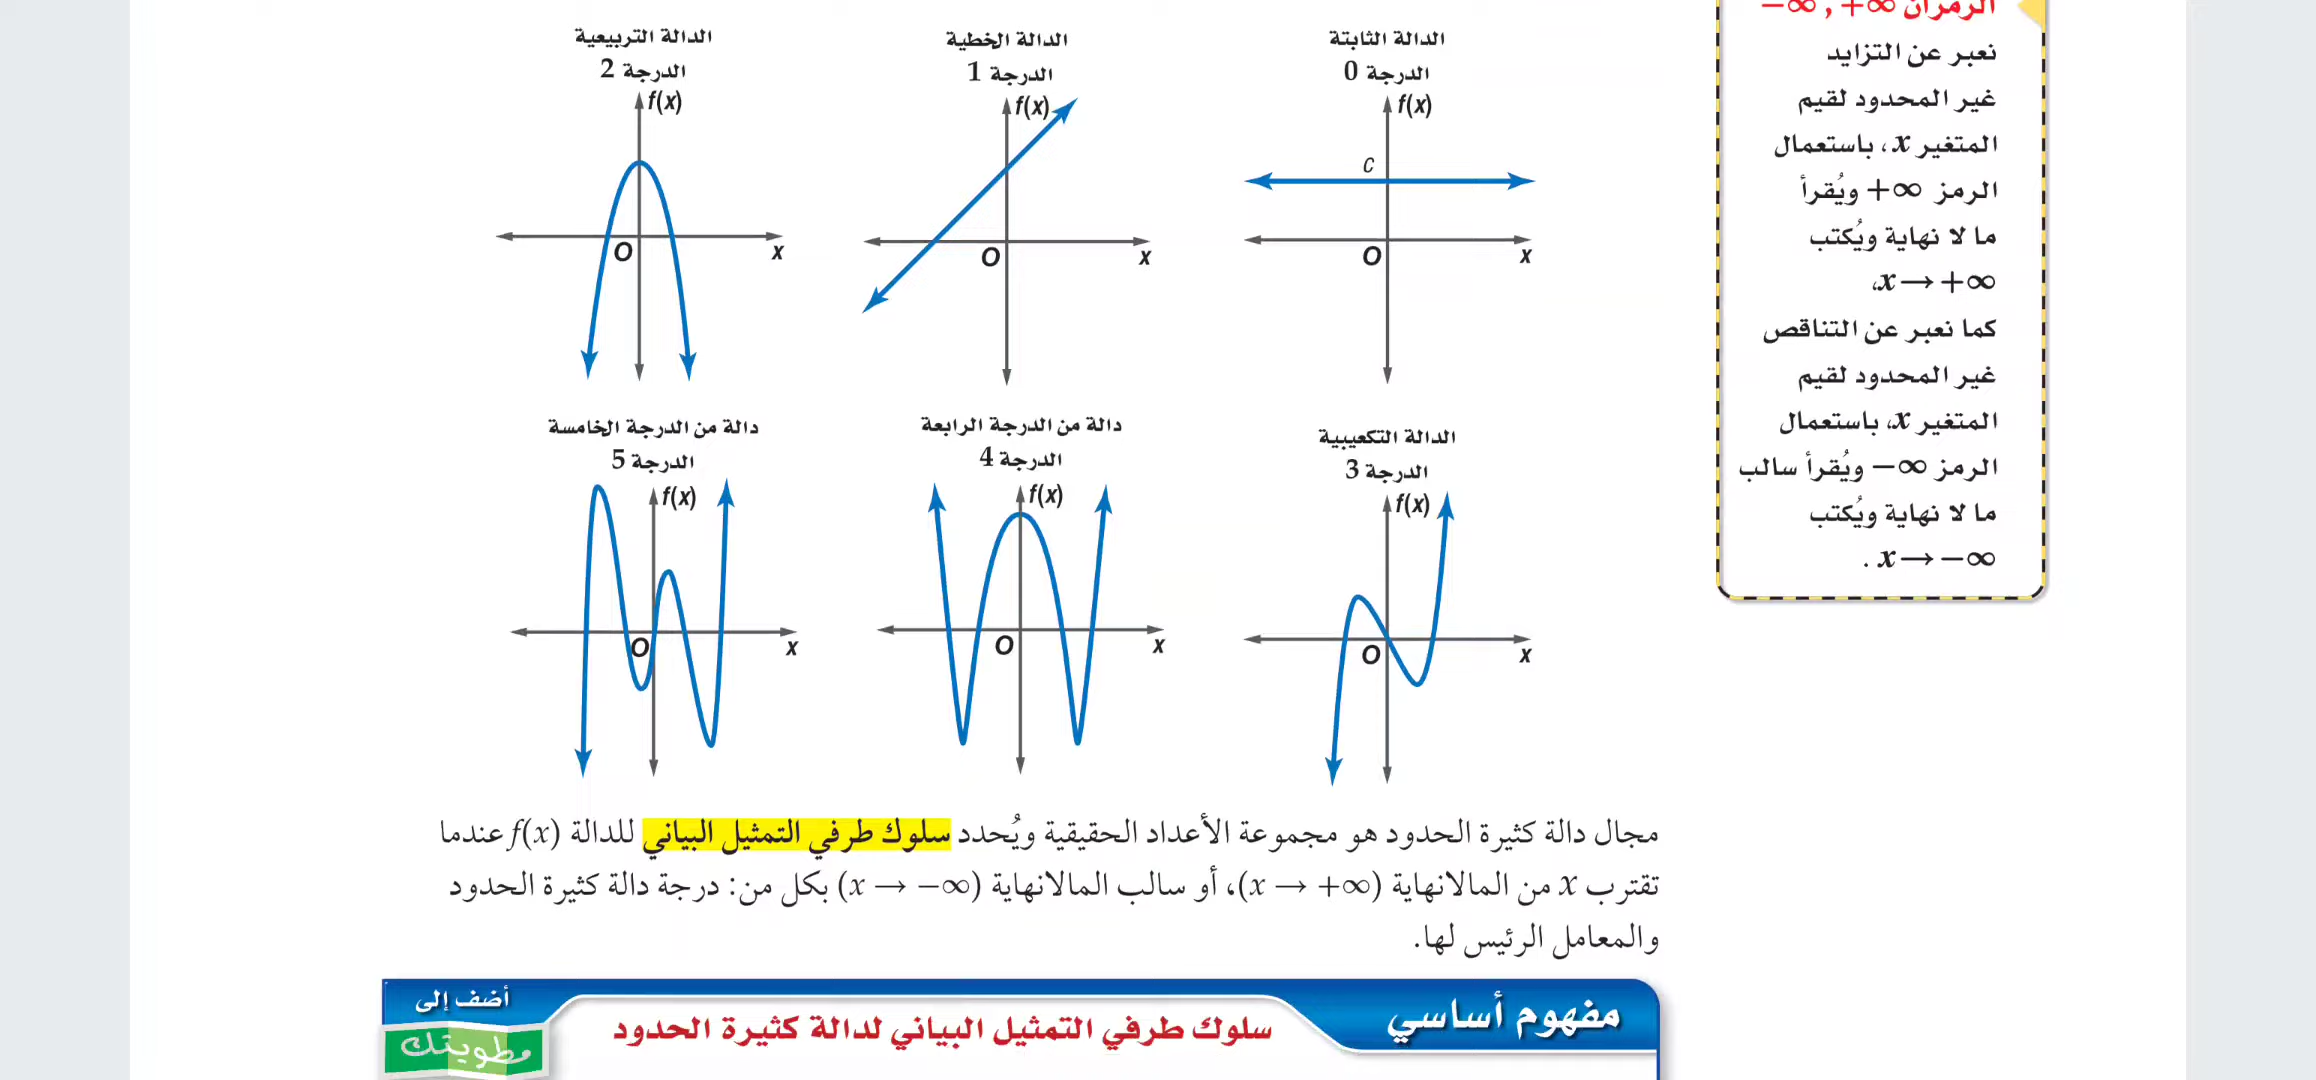 الدالة الثابتة
الدرجة 0
f(x)
c
O
x
الدالة الخطية
الدرجة 1
f(x)
O
x
الدالة التربيعية
الدرجة 2
f(x)
O
x
الدالة التكعيبية
الدرجة 3
f(x)
O
x
دالة من الدرجة الرابعة
الدرجة 4
f(x)
O
x
دالة من الدرجة الخامسة
الدرجة 5
f(x)
O
x
الرمزان ∞+ , ∞−
نعبر عن التزايد
غير المحدود لقيم
المتغير x، باستعمال
الرمز ∞+ ويُقرأ
ما لا نهاية ويُكتب
x → +∞،
كما نعبر عن التناقص
غير المحدود لقيم
المتغير x، باستعمال
الرمز ∞− ويُقرأ سالب
ما لا نهاية ويُكتب
x → −∞ .
مجال دالة كثيرة الحدود هو مجموعة الأعداد الحقيقية ويُحدد سلوك طرفي التمثيل البياني للدالة f(x) عندما
تقترب x من المالانهاية (x → +∞)، أو سالب المالانهاية (x → −∞) بكل من: درجة دالة كثيرة الحدود
والمعامل الرئيس لها.
مفهوم أساسي
سلوك طرفي التمثيل البياني لدالة كثيرة الحدود
أضف إلى
مطويتك